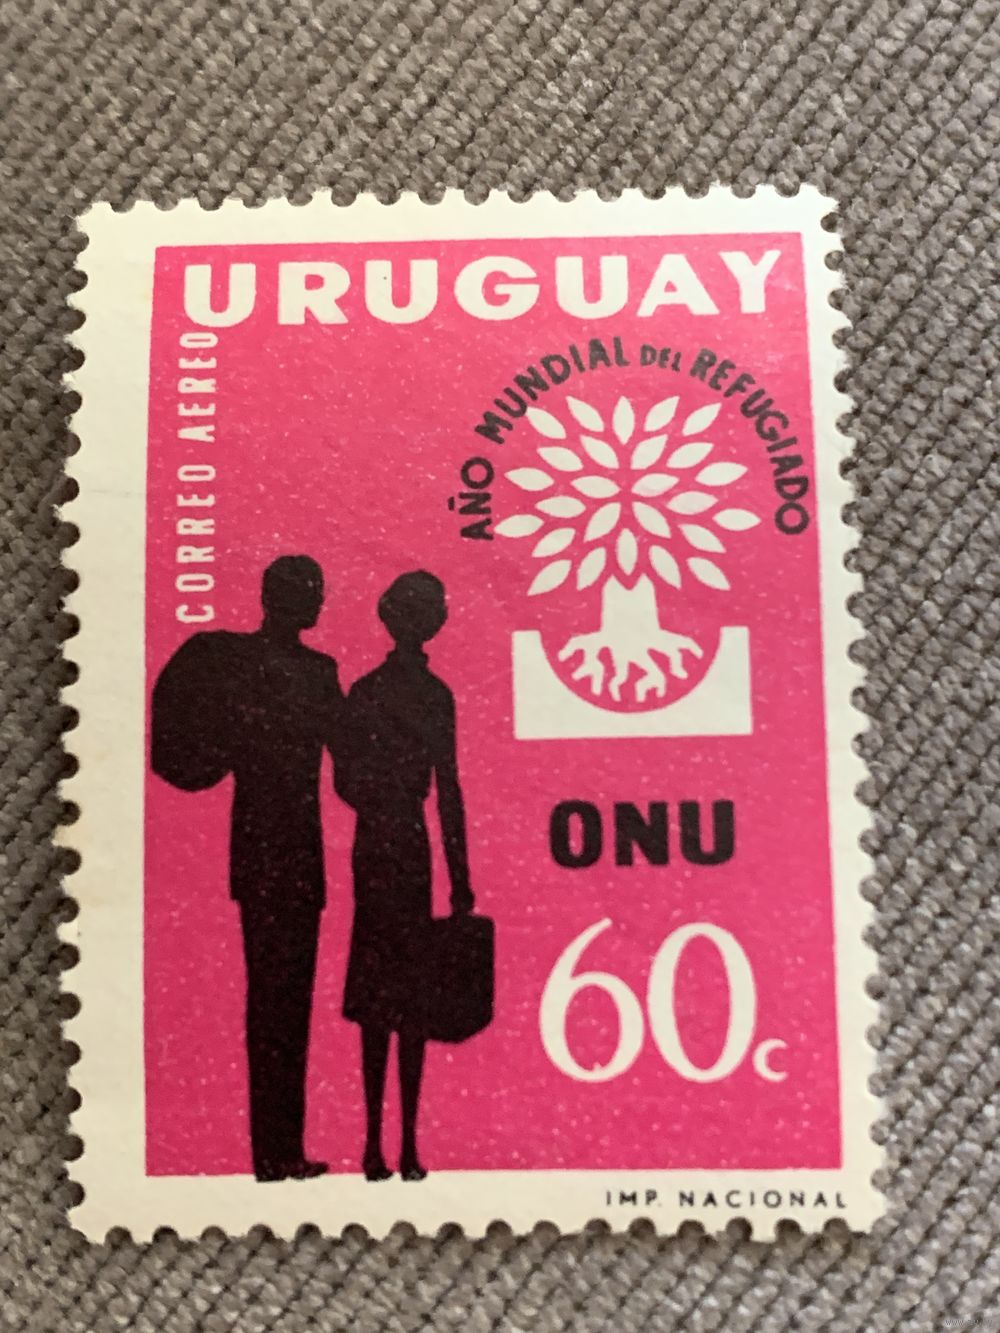 URUGUAY
CORREO AEREO
AÑO MUNDIAL DEL REFUGIADO
ONU
60c
IMP. NACIONAL